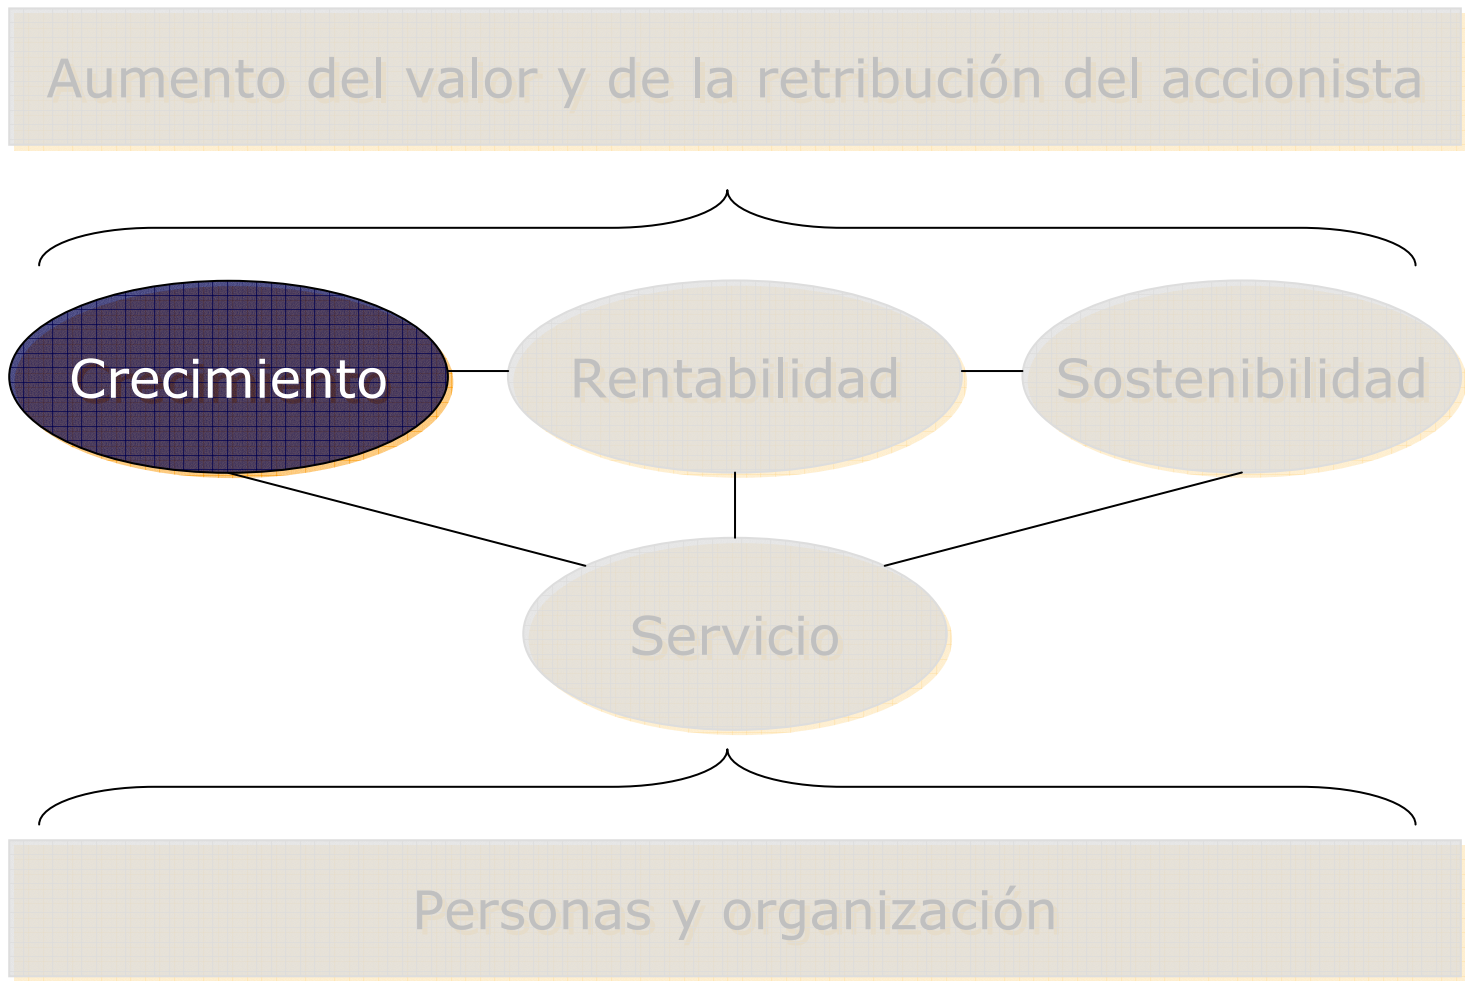 Aumento del valor y de la retribución del accionista
Crecimiento
Rentabilidad
Sostenibilidad
Servicio
Personas y organización